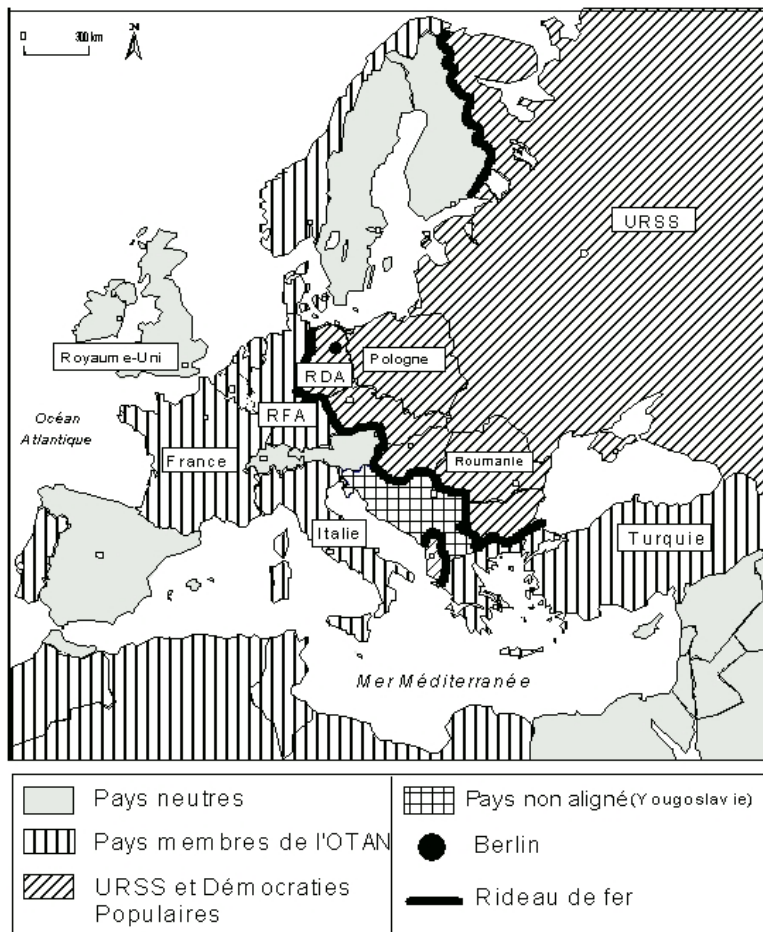 N
0 300 km
URSS
Royaume-Uni
Pologne
RDA
Océan
Atlantique
RFA
France
Roumanie
Italie
Turquie
Mer Méditerranée
Pays neutres
Pays membres de l'OTAN
URSS et Démocraties
Populaires
Pays non aligné (Yougoslavie)
Berlin
Rideau de fer